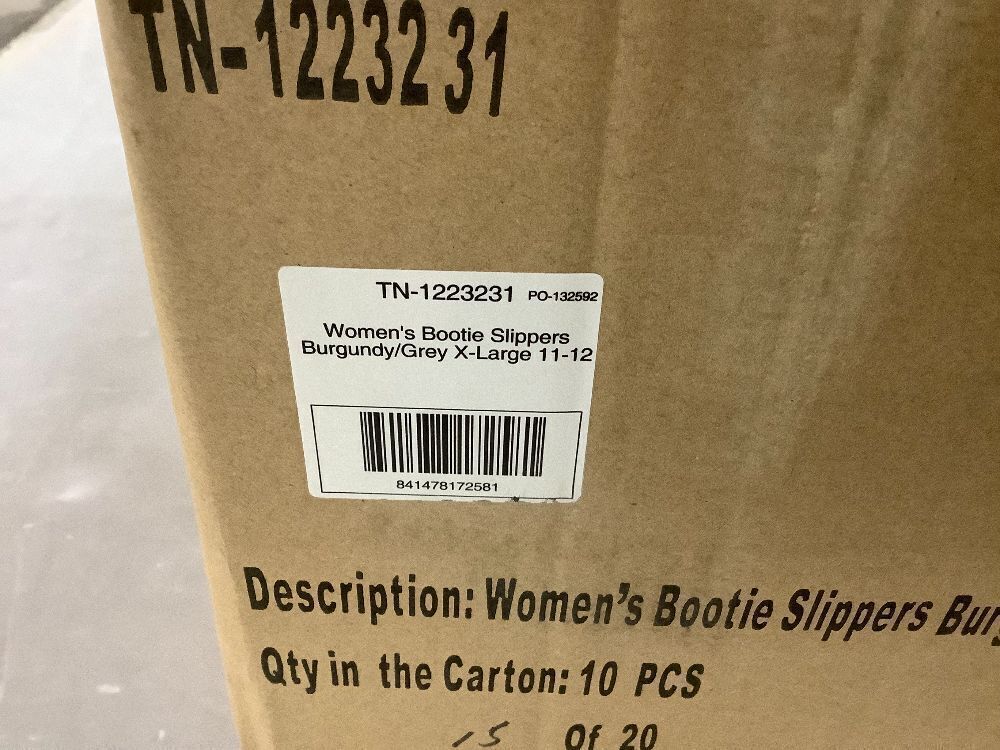 TN-1223231
TN-1223231 PO-132592
Women's Bootie Slippers
Burgundy/Grey X-Large 11-12
841478172581
Description: Women's Bootie Slippers Bur
Qty in the Carton: 10 PCS
15 Of 20